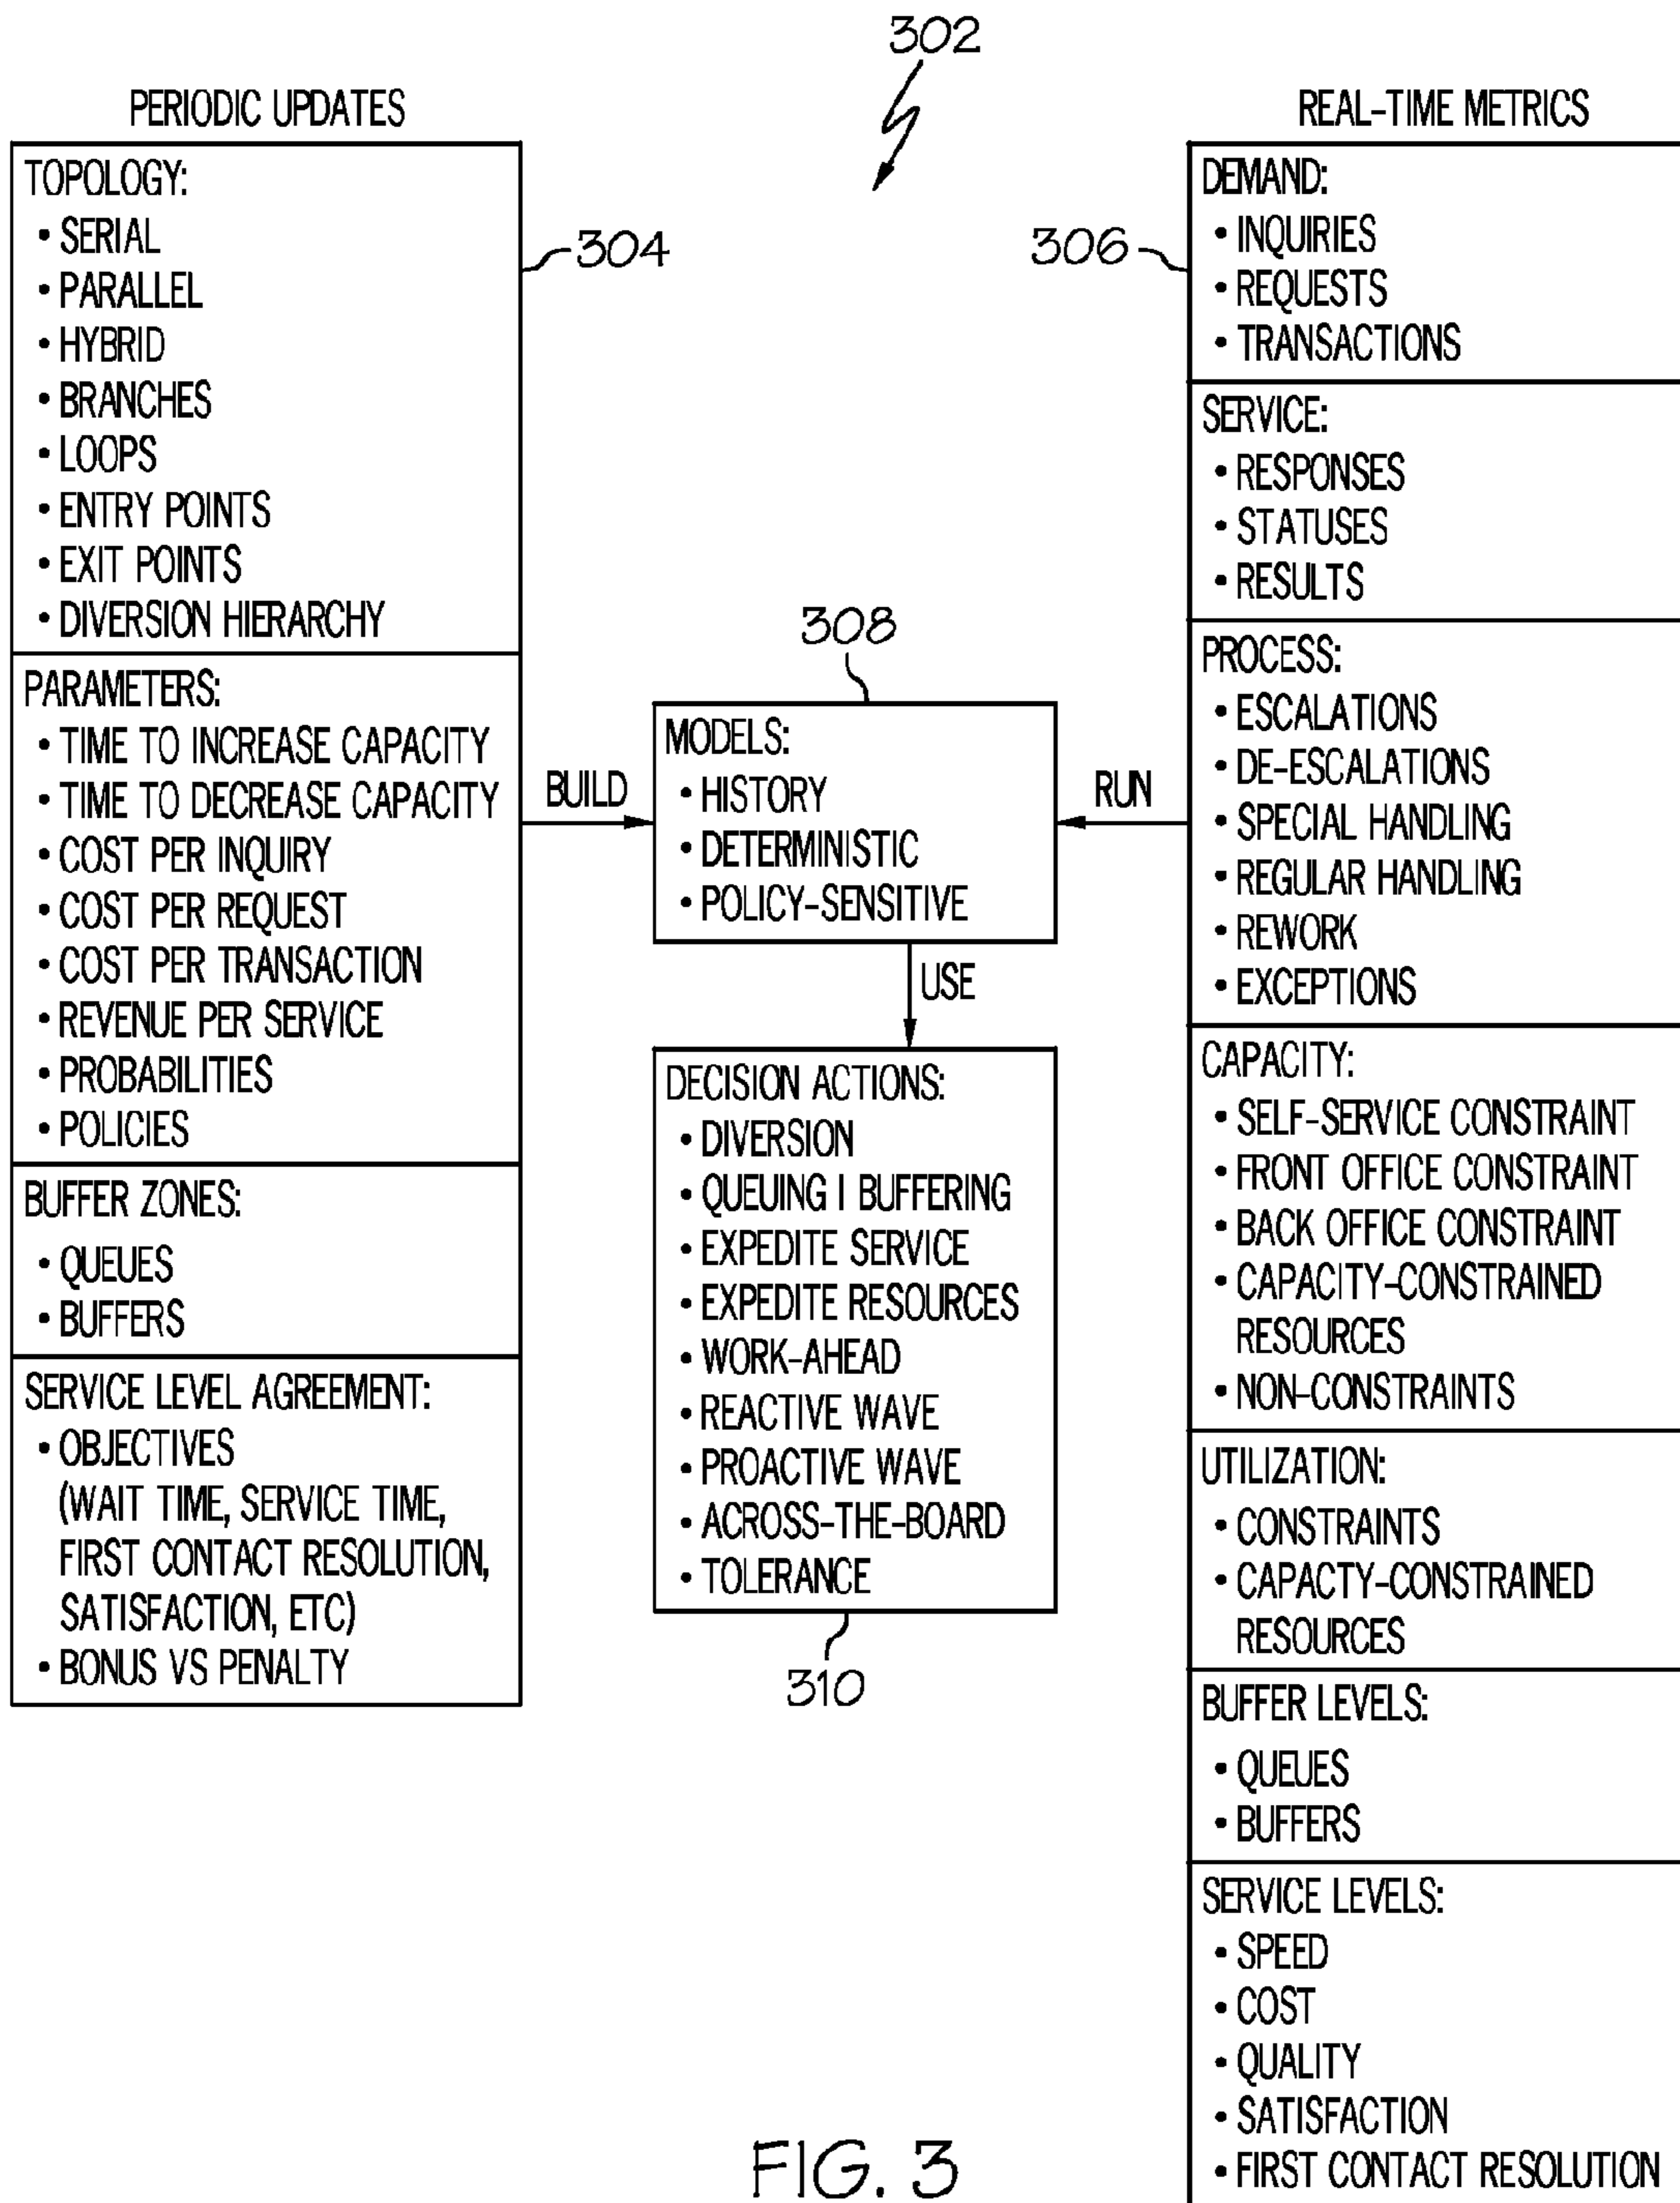 302
PERIODIC UPDATES
TOPOLOGY:
• SERIAL
• PARALLEL
• HYBRID
• BRANCHES
• LOOPS
• ENTRY POINTS
• EXIT POINTS
• DIVERSION HIERARCHY
PARAMETERS:
• TIME TO INCREASE CAPACITY
• TIME TO DECREASE CAPACITY
• COST PER INQUIRY
• COST PER REQUEST
• COST PER TRANSACTION
• REVENUE PER SERVICE
• PROBABILITIES
• POLICIES
BUFFER ZONES:
• QUEUES
• BUFFERS
SERVICE LEVEL AGREEMENT:
• OBJECTIVES
(WAIT TIME, SERVICE TIME,
FIRST CONTACT RESOLUTION,
SATISFACTION, ETC)
• BONUS VS PENALTY
304
BUILD
308
MODELS:
• HISTORY
• DETERMINISTIC
• POLICY-SENSITIVE
USE
DECISION ACTIONS:
• DIVERSION
• QUEUING I BUFFERING
• EXPEDITE SERVICE
• EXPEDITE RESOURCES
• WORK-AHEAD
• REACTIVE WAVE
• PROACTIVE WAVE
• ACROSS-THE-BOARD
• TOLERANCE
310
RUN
306
REAL-TIME METRICS
DEMAND:
• INQUIRIES
• REQUESTS
• TRANSACTIONS
SERVICE:
• RESPONSES
• STATUSES
• RESULTS
PROCESS:
• ESCALATIONS
• DE-ESCALATIONS
• SPECIAL HANDLING
• REGULAR HANDLING
• REWORK
• EXCEPTIONS
CAPACITY:
• SELF-SERVICE CONSTRAINT
• FRONT OFFICE CONSTRAINT
• BACK OFFICE CONSTRAINT
• CAPACITY-CONSTRAINED
RESOURCES
• NON-CONSTRAINTS
UTILIZATION:
• CONSTRAINTS
• CAPACTY-CONSTRAINED
RESOURCES
BUFFER LEVELS:
• QUEUES
• BUFFERS
SERVICE LEVELS:
• SPEED
• COST
• QUALITY
• SATISFACTION
• FIRST CONTACT RESOLUTION
FIG. 3